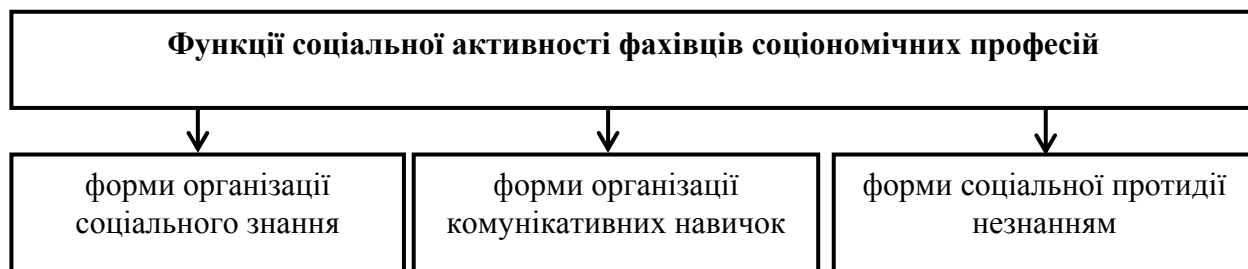 Функції соціальної активності фахівців соціономічних професій
форми організації
соціального знання
форми організації
комунікативних навичок
форми соціальної протидії
незнанням